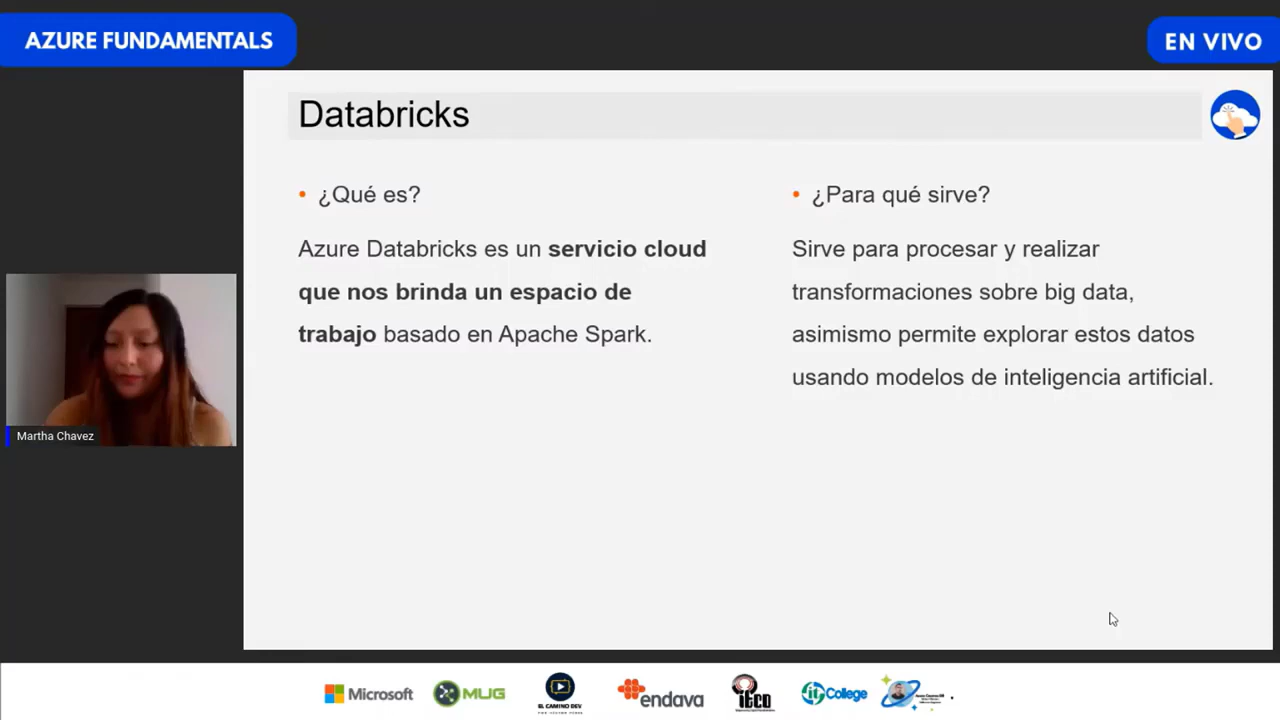 AZURE FUNDAMENTALS
EN VIVO
Databricks
• ¿Qué es?
Azure Databricks es un servicio cloud
que nos brinda un espacio de
trabajo basado en Apache Spark.
• ¿Para qué sirve?
Sirve para procesar y realizar
transformaciones sobre big data,
asimismo permite explorar estos datos
usando modelos de inteligencia artificial.
Martha Chavez
Microsoft
MUG
EL CAMINO DEV
endava
itco
it College